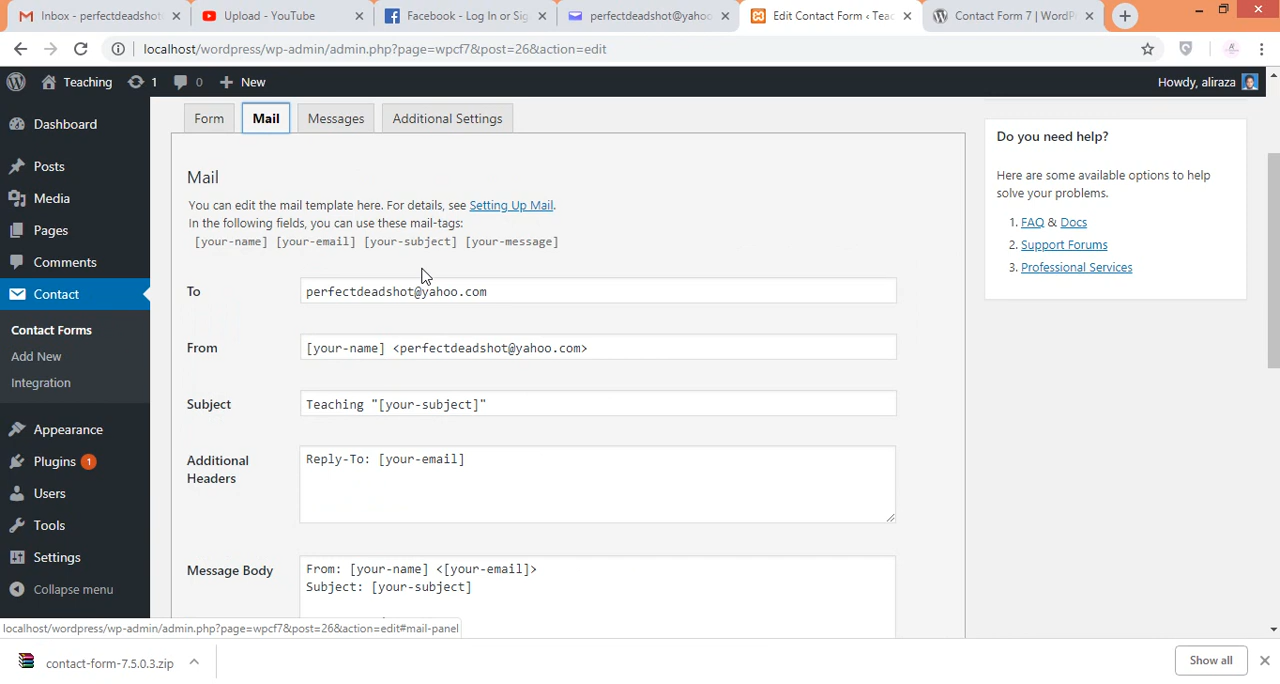 Inbox - perfectdeadshot
Upload - YouTube
Facebook - Log In or Sig
perfectdeadshot@yahoo
Edit Contact Form ‹ Teac
Contact Form 7 | WordP
localhost/wordpress/wp-admin/admin.php?page=wpcf7&post=26&action=edit
Teaching
1
0
New
Howdy, aliraza
Dashboard
Posts
Media
Pages
Comments
Contact
Contact Forms
Add New
Integration
Appearance
Plugins 1
Users
Tools
Settings
Collapse menu
Form
Mail
Messages
Additional Settings
Mail
You can edit the mail template here. For details, see Setting Up Mail.
In the following fields, you can use these mail-tags:
[your-name] [your-email] [your-subject] [your-message]
To
perfectdeadshot@yahoo.com
From
[your-name] <perfectdeadshot@yahoo.com>
Subject
Teaching "[your-subject]"
Additional
Headers
Reply-To: [your-email]
Message Body
From: [your-name] <[your-email]>
Subject: [your-subject]
Do you need help?
Here are some available options to help
solve your problems.
1. FAQ & Docs
2. Support Forums
3. Professional Services
localhost/wordpress/wp-admin/admin.php?page=wpcf7&post=26&action=edit#mail-panel
contact-form-7.5.0.3.zip
Show all